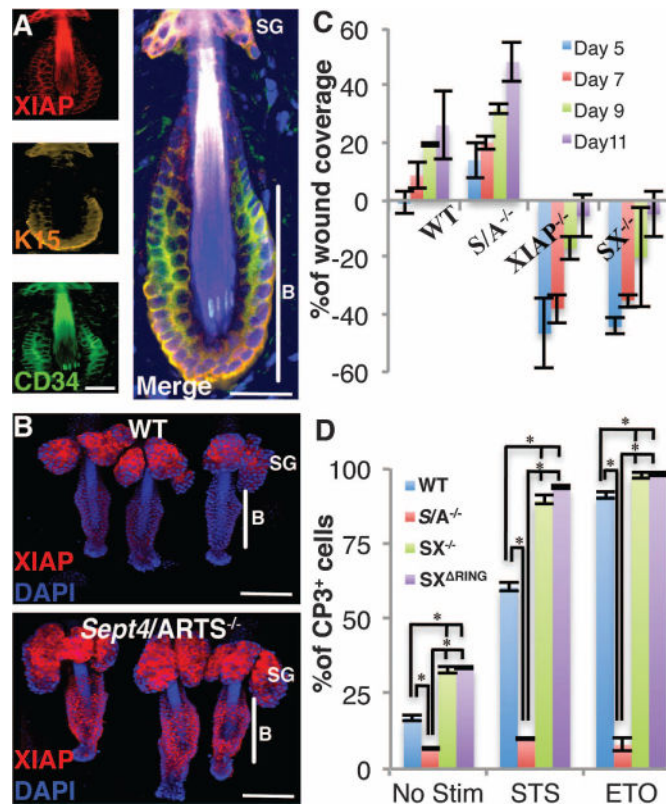 A
XIAP
K15
CD34
SG
B
Merge
B
WT
SG
B
XIAP
DAPI
Sept4/ARTS-/-
SG
B
XIAP
DAPI
C
%of wound coverage
60
40
20
0
-20
-40
-60
Day 5
Day 7
Day 9
Day11
WT
S/A-/-
XIAP-/-
SX-/-
D
%of CP3+ cells
100
75
50
25
0
WT
S/A-/-
SX-/-
SXΔRING
* * *
* * *
* * *
* *
No Stim STS ETO